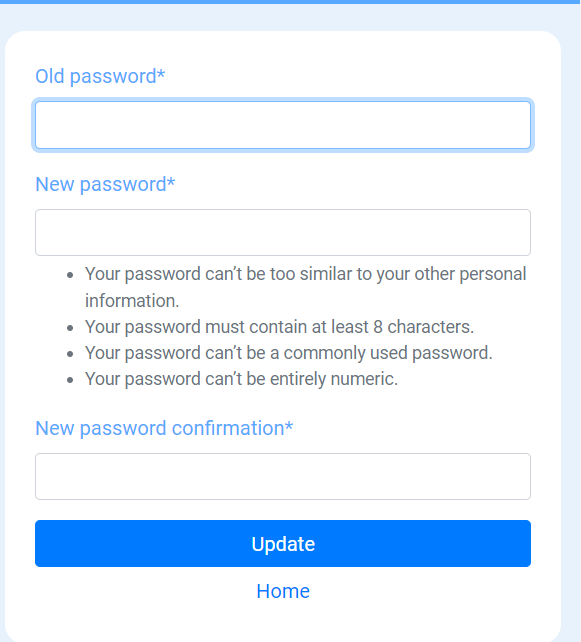 Old password*
New password*
• Your password can’t be too similar to your other personal
information.
• Your password must contain at least 8 characters.
• Your password can’t be a commonly used password.
• Your password can’t be entirely numeric.
New password confirmation*
Update
Home